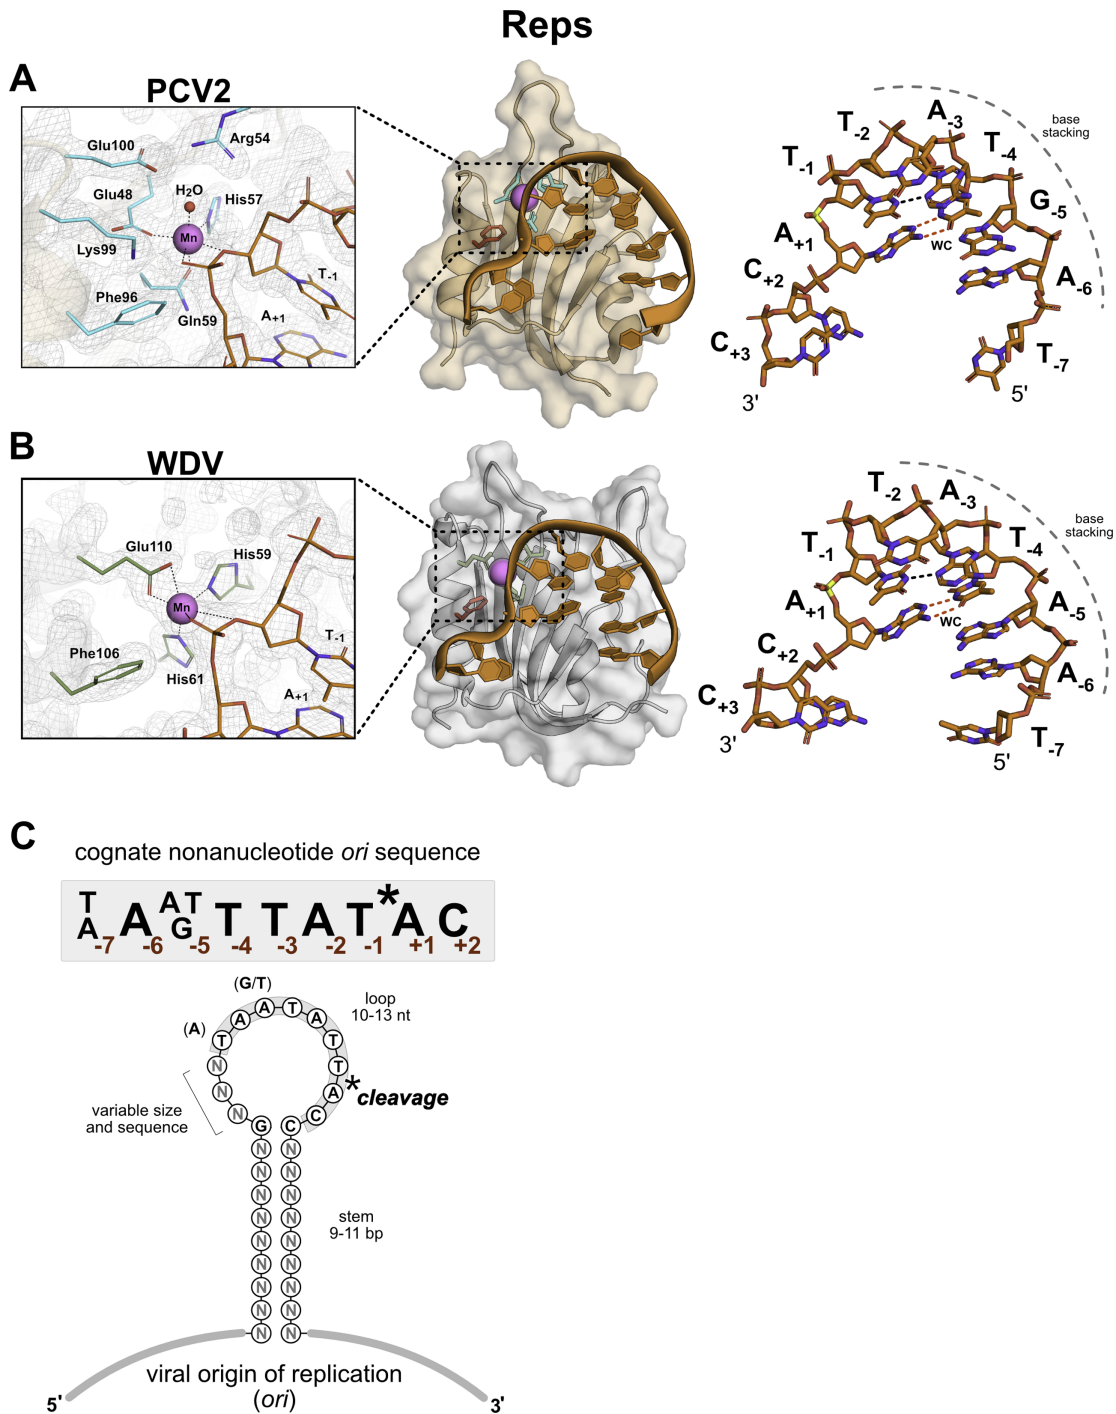 Reps
A
PCV2
Glu100
Arg54
Glu48
H2O
His57
Mn
Lys99
T-1
Phe96
Gln59
A+1
T-2
A-3
base
stacking
T-1
T-4
G-5
A+1
WC
C+2
A-6
C+3
T-7
3'
5'
B
WDV
Glu110
His59
Mn
T-1
Phe106
His61
A+1
T-2
A-3
base
stacking
T-1
T-4
A+1
A-5
WC
C+2
A-6
C+3
T-7
3'
5'
C
cognate nonanucleotide ori sequence
T AT *
A-7 A-6 G-5 T-4 T-3 A-2 T-1 A+1 C+2
(G/T)
loop
10-13 nt
(A)
T A A T A T T A C
* cleavage
N N N G C
variable size
and sequence
N N
N N
N N
N N
stem
9-11 bp
N N
N N
N N
N N
N N
viral origin of replication
(ori)
5' 3'